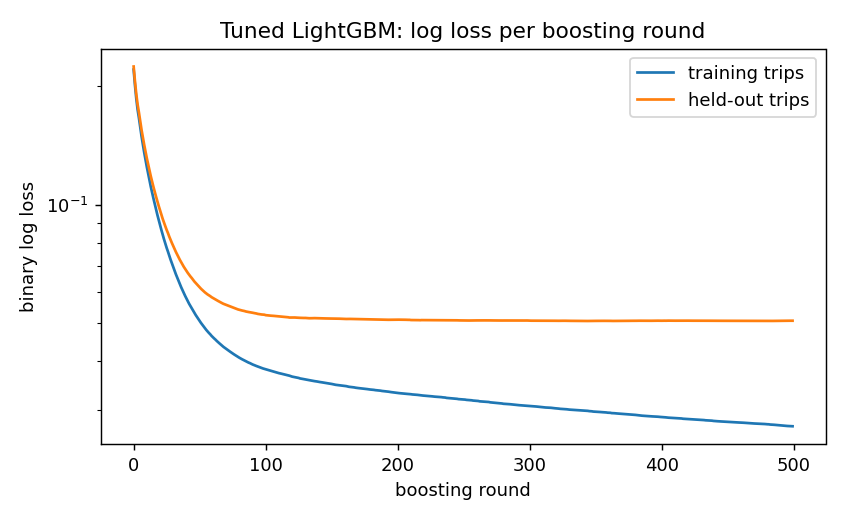 Tuned LightGBM: log loss per boosting round
training trips
held-out trips
binary log loss
10⁻¹
0 100 200 300 400 500
boosting round